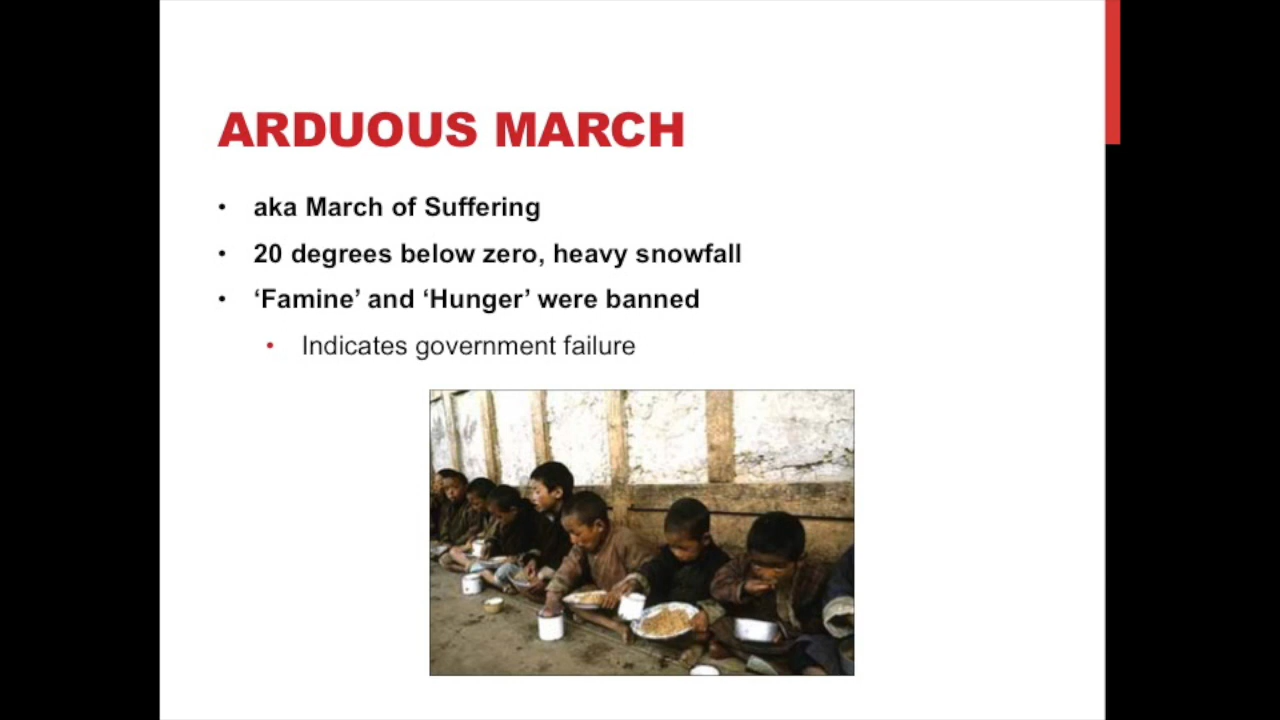 ARDUOUS MARCH
• aka March of Suffering
• 20 degrees below zero, heavy snowfall
• ‘Famine’ and ‘Hunger’ were banned
• Indicates government failure